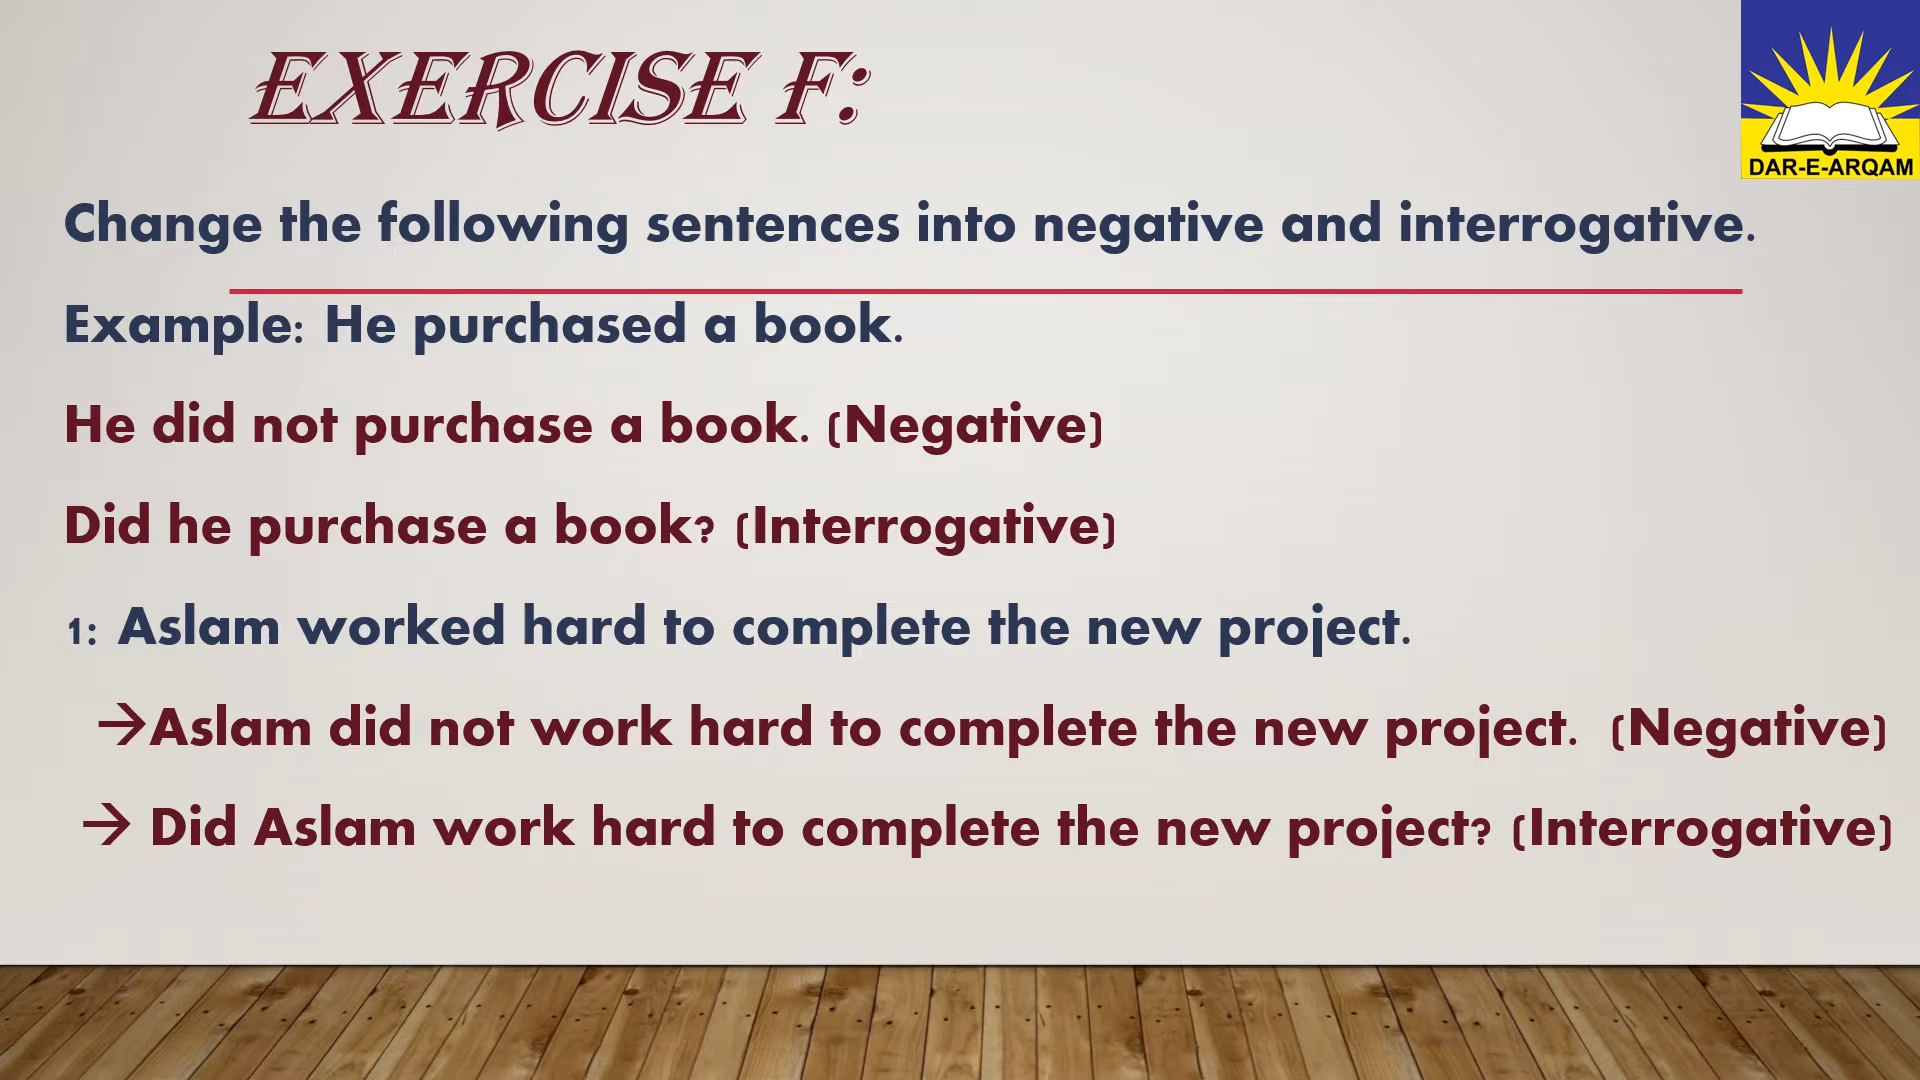 EXERCISE F:
DAR-E-ARQAM
Change the following sentences into negative and interrogative.
Example: He purchased a book.
He did not purchase a book. (Negative)
Did he purchase a book? (Interrogative)
1: Aslam worked hard to complete the new project.
→Aslam did not work hard to complete the new project. (Negative)
→ Did Aslam work hard to complete the new project? (Interrogative)